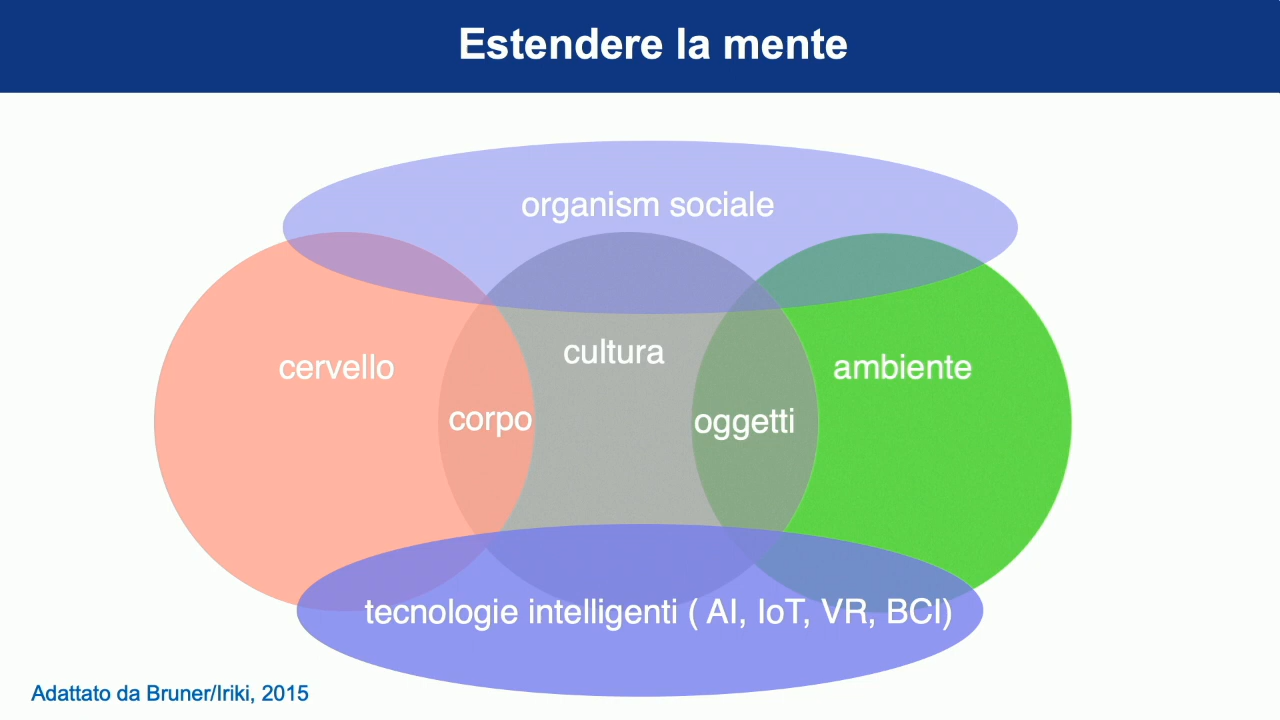 Estendere la mente
organism sociale
cultura
cervello
ambiente
corpo
oggetti
tecnologie intelligenti ( AI, IoT, VR, BCI)
Adattato da Bruner/Iriki, 2015